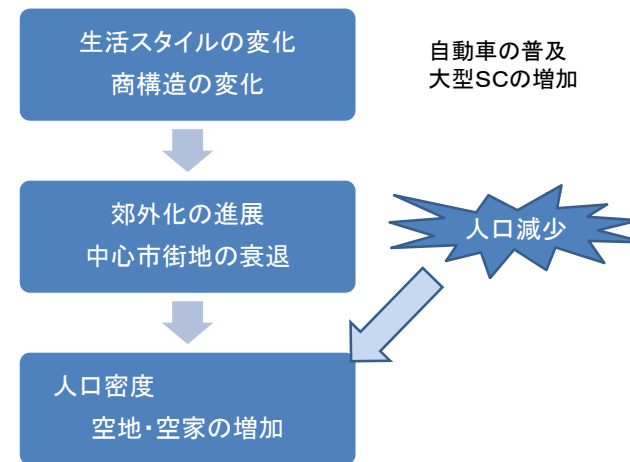 生活スタイルの変化
商構造の変化
自動車の普及
大型SCの増加
郊外化の進展
中心市街地の衰退
人口減少
人口密度
空地・空家の増加